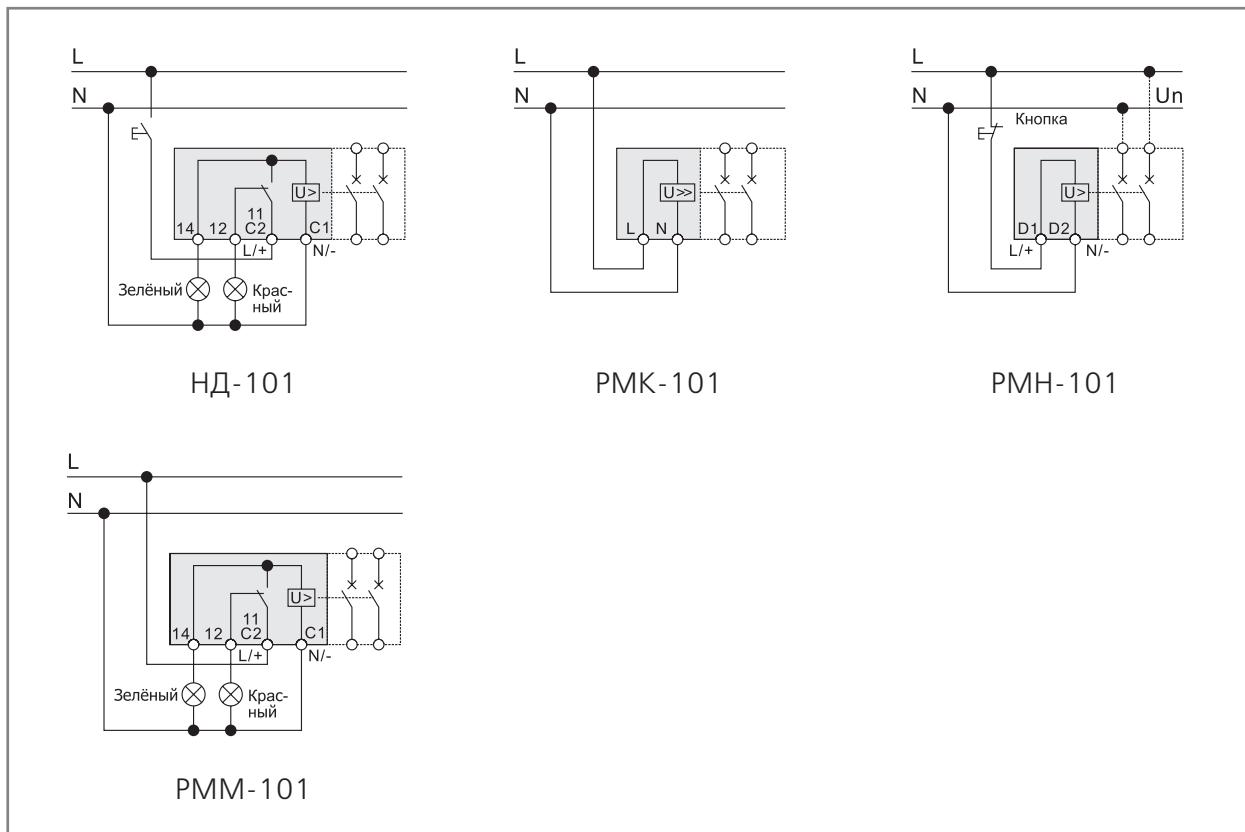 L
N
U>
11
14 12 C2 C1
L/+ N/-
Зелёный
Крас-
ный
НД-101
L
N
U>>
L N
РМК-101
L
N
Un
Кнопка
U>
D1 D2
L/+ N/-
РМН-101
L
N
U>
11
14 12 C2 C1
L/+ N/-
Зелёный
Крас-
ный
РММ-101